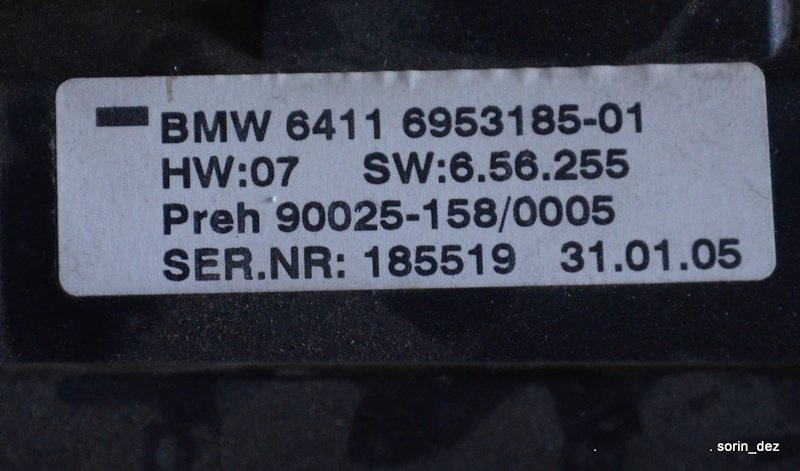 BMW 6411 6953185-01
HW:07 SW:6.56.255
Preh 90025-158/0005
SER.NR: 185519 31.01.05
. sorin_dez